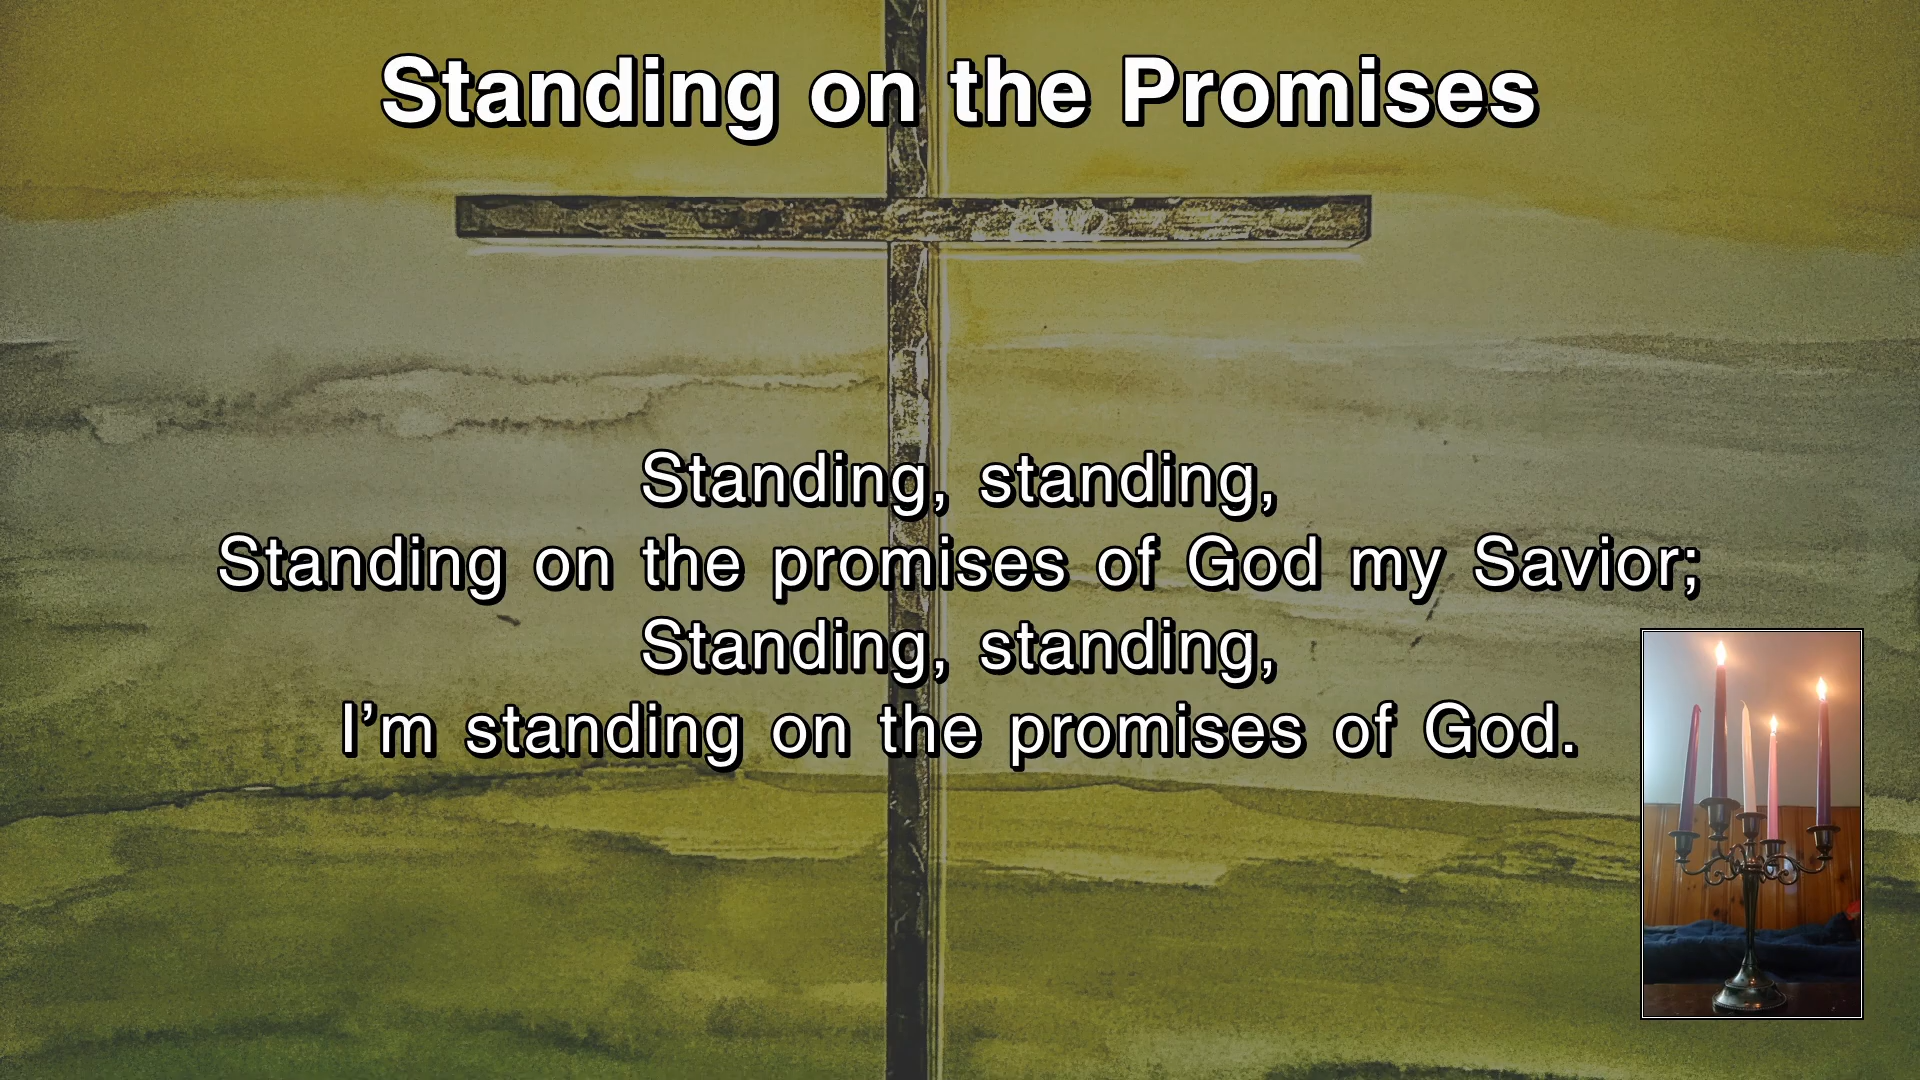 Standing on the Promises
Standing, standing,
Standing on the promises of God my Savior;
Standing, standing,
I’m standing on the promises of God.